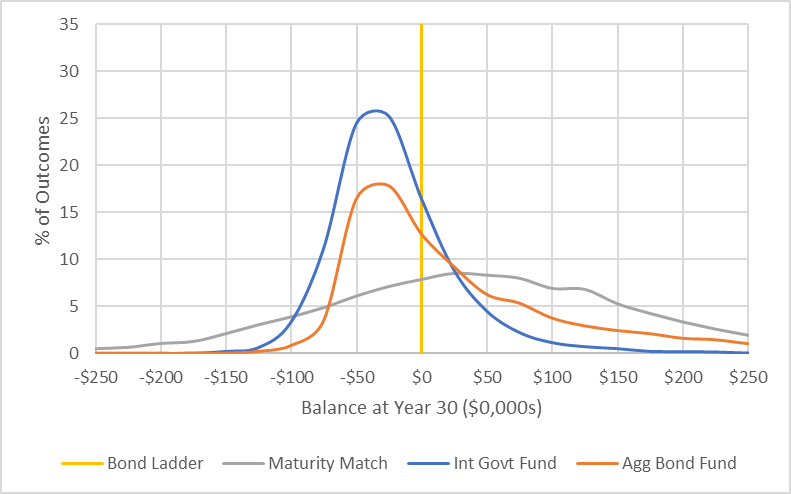 35
30
25
20
15
10
5
0
% of Outcomes
-$250 -$200 -$150 -$100 -$50 $0 $50 $100 $150 $200 $250
Balance at Year 30 ($0,000s)
Bond Ladder Maturity Match Int Govt Fund Agg Bond Fund